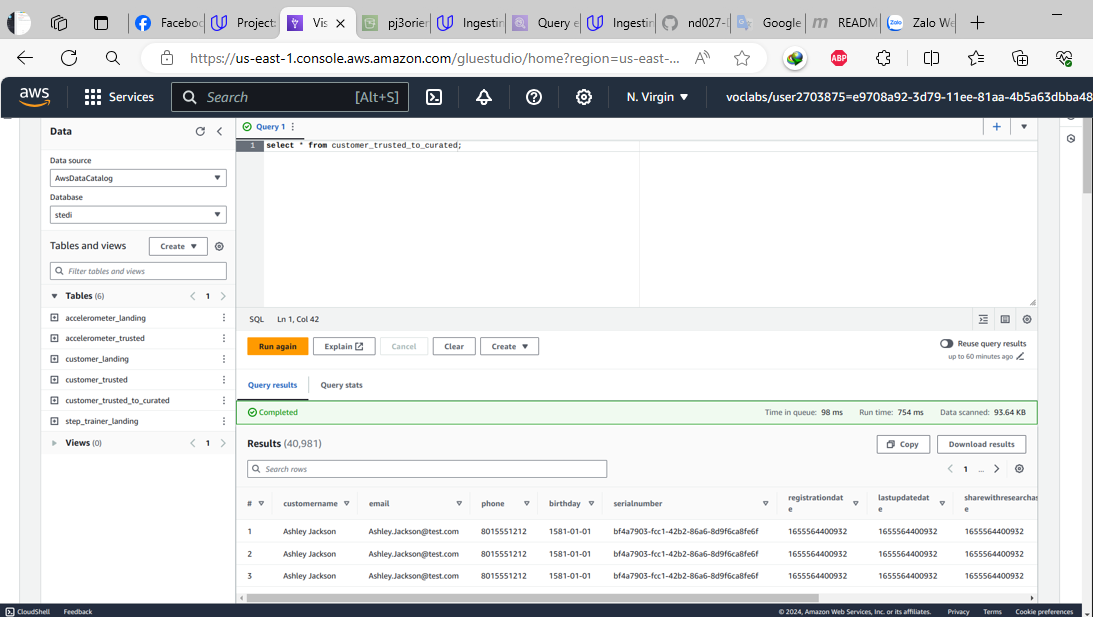 Facebo
Project
Vis
pj3orier
Ingestin
Query e
Ingestin
nd027-
Google
READM
Zalo We
https://us-east-1.console.aws.amazon.com/gluestudio/home?region=us-east-...
ABP
aws
Services
Search
[Alt+S]
N. Virgin
voclabs/user2703875=e9708a92-3d79-11ee-81aa-4b5a63dbba48
Data
Data source
AwsDataCatalog
Database
stedi
Tables and views
Create
Filter tables and views
Tables (6)
1
accelerometer_landing
accelerometer_trusted
customer_landing
customer_trusted
customer_trusted_to_curated
step_trainer_landing
Views (0)
1
Query 1
1 select * from customer_trusted_to_curated;
SQL Ln 1, Col 42
Run again
Explain
Cancel
Clear
Create
Reuse query results
up to 60 minutes ago
Query results
Query stats
Completed
Time in queue: 98 ms Run time: 754 ms Data scanned: 93.64 KB
Results (40,981)
Copy
Download results
Search rows
1 ...
# customername email phone birthday serialnumber registrationdate lastupdatedate sharewithresearchas e
1 Ashley Jackson Ashley.Jackson@test.com 8015551212 1581-01-01 bf4a7903-fcc1-42b2-86a6-8d9f6ca8fe6f 1655564400932 1655564400932 1655564400932
2 Ashley Jackson Ashley.Jackson@test.com 8015551212 1581-01-01 bf4a7903-fcc1-42b2-86a6-8d9f6ca8fe6f 1655564400932 1655564400932 1655564400932
3 Ashley Jackson Ashley.Jackson@test.com 8015551212 1581-01-01 bf4a7903-fcc1-42b2-86a6-8d9f6ca8fe6f 1655564400932 1655564400932 1655564400932
CloudShell Feedback © 2024, Amazon Web Services, Inc. or its affiliates. Privacy Terms Cookie preferences